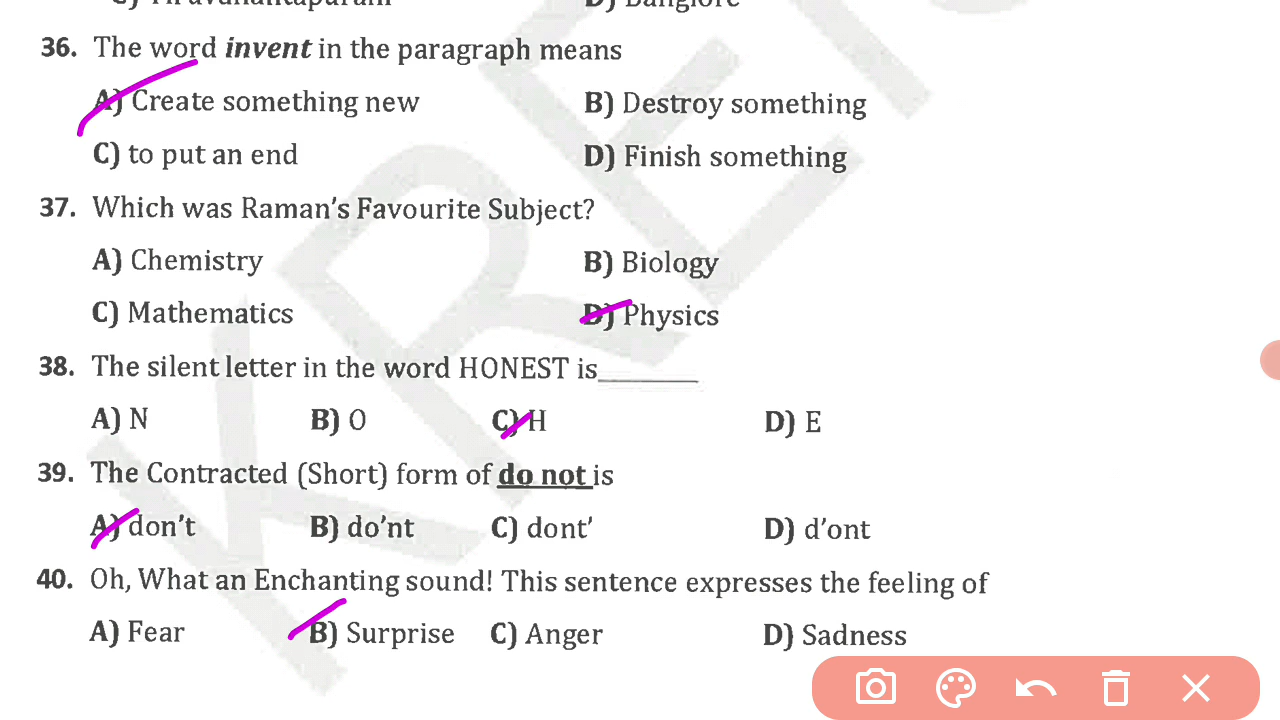 36. The word invent in the paragraph means
A) Create something new B) Destroy something
C) to put an end D) Finish something
37. Which was Raman's Favourite Subject?
A) Chemistry B) Biology
C) Mathematics D) Physics
38. The silent letter in the word HONEST is______
A) N B) O C) H D) E
39. The Contracted (Short) form of do not is
A) don't B) do'nt C) dont' D) d'ont
40. Oh, What an Enchanting sound! This sentence expresses the feeling of
A) Fear B) Surprise C) Anger D) Sadness